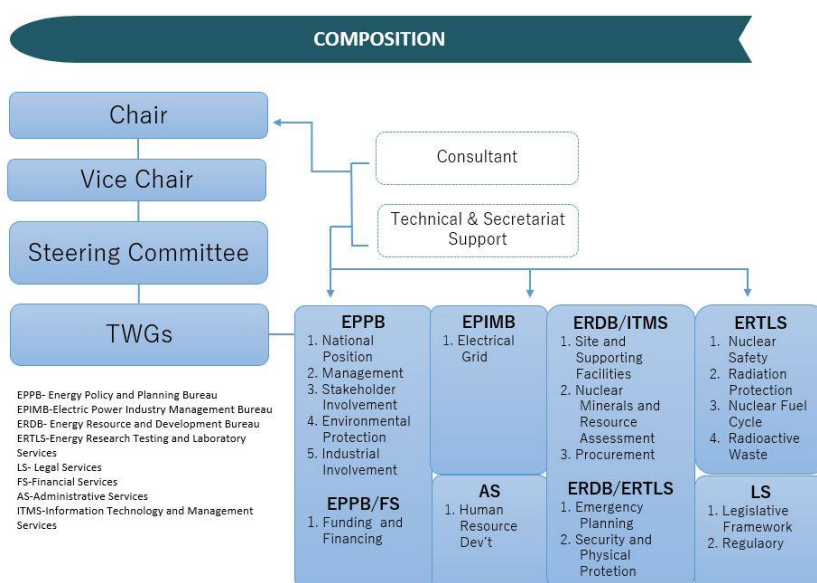 COMPOSITION
Chair
Vice Chair
Steering Committee
TWGs
Consultant
Technical & Secretariat
Support
EPPB
1. National
Position
2. Management
3. Stakeholder
Involvement
4. Environmental
Protection
5. Industrial
Involvement
EPPB/FS
1. Funding and
Financing
EPIMB
1. Electrical
Grid
AS
1. Human
Resource
Dev't
ERDB/ITMS
1. Site and
Supporting
Facilities
2. Nuclear
Minerals and
Resource
Assessment
3. Procurement
ERDB/ERTLS
1. Emergency
Planning
2. Security and
Physical
Protetion
ERTLS
1. Nuclear
Safety
2. Radiation
Protection
3. Nuclear Fuel
Cycle
4. Radioactive
Waste
LS
1. Legislative
Framework
2. Regulaory
EPPB- Energy Policy and Planning Bureau
EPIMB-Electric Power Industry Management Bureau
ERDB- Energy Resource and Development Bureau
ERTLS-Energy Research Testing and Laboratory
Services
LS- Legal Services
FS-Financial Services
AS-Administrative Services
ITMS-Information Technology and Management
Services